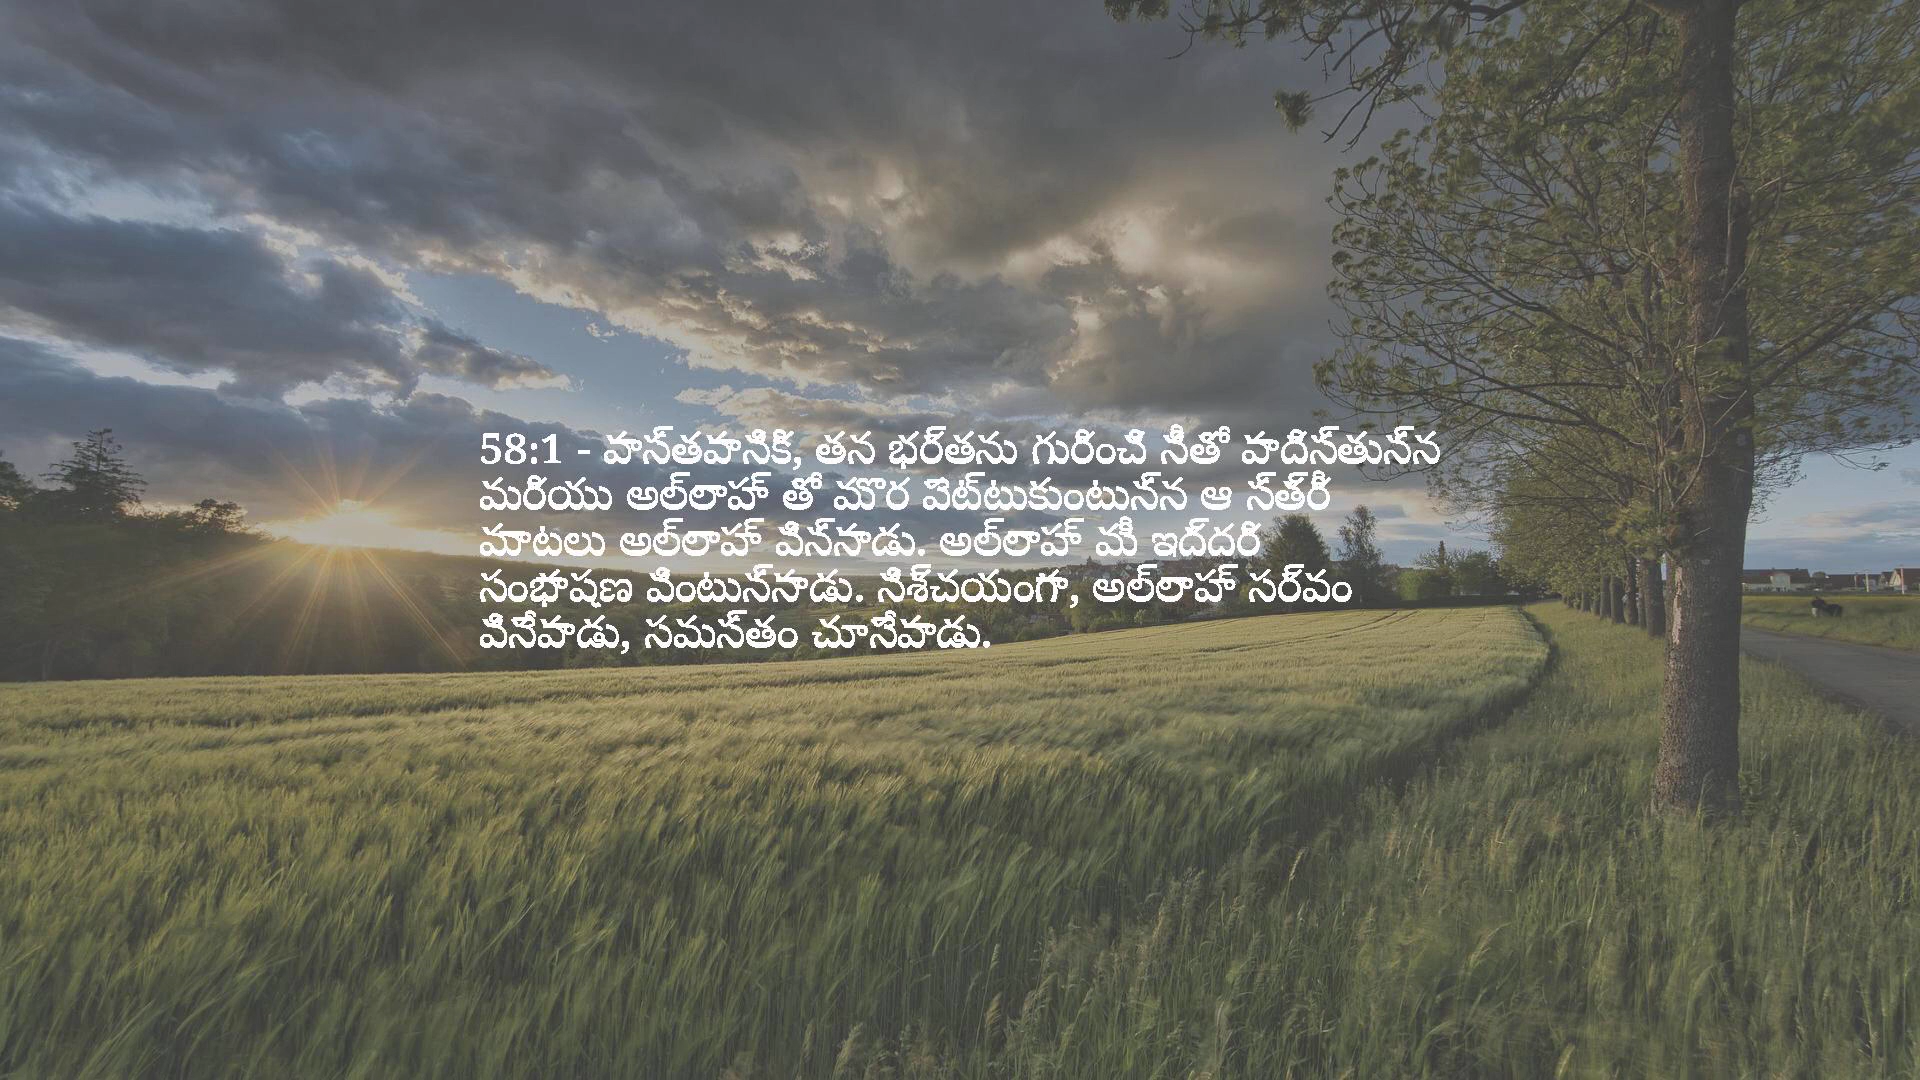 58:1 - వాస్తవానికి, తన భర్తను గురించి నీతో వాదిస్తున్న
మరియు అల్లాహ్ తో మొర పెట్టుకుంటున్న ఆ స్త్రీ
మాటలు అల్లాహ్ విన్నాడు. అల్లాహ్ మీ ఇద్దరి
సంభాషణ వింటున్నాడు. నిశ్చయంగా, అల్లాహ్ సర్వం
వినేవాడు, సమస్తం చూసేవాడు.